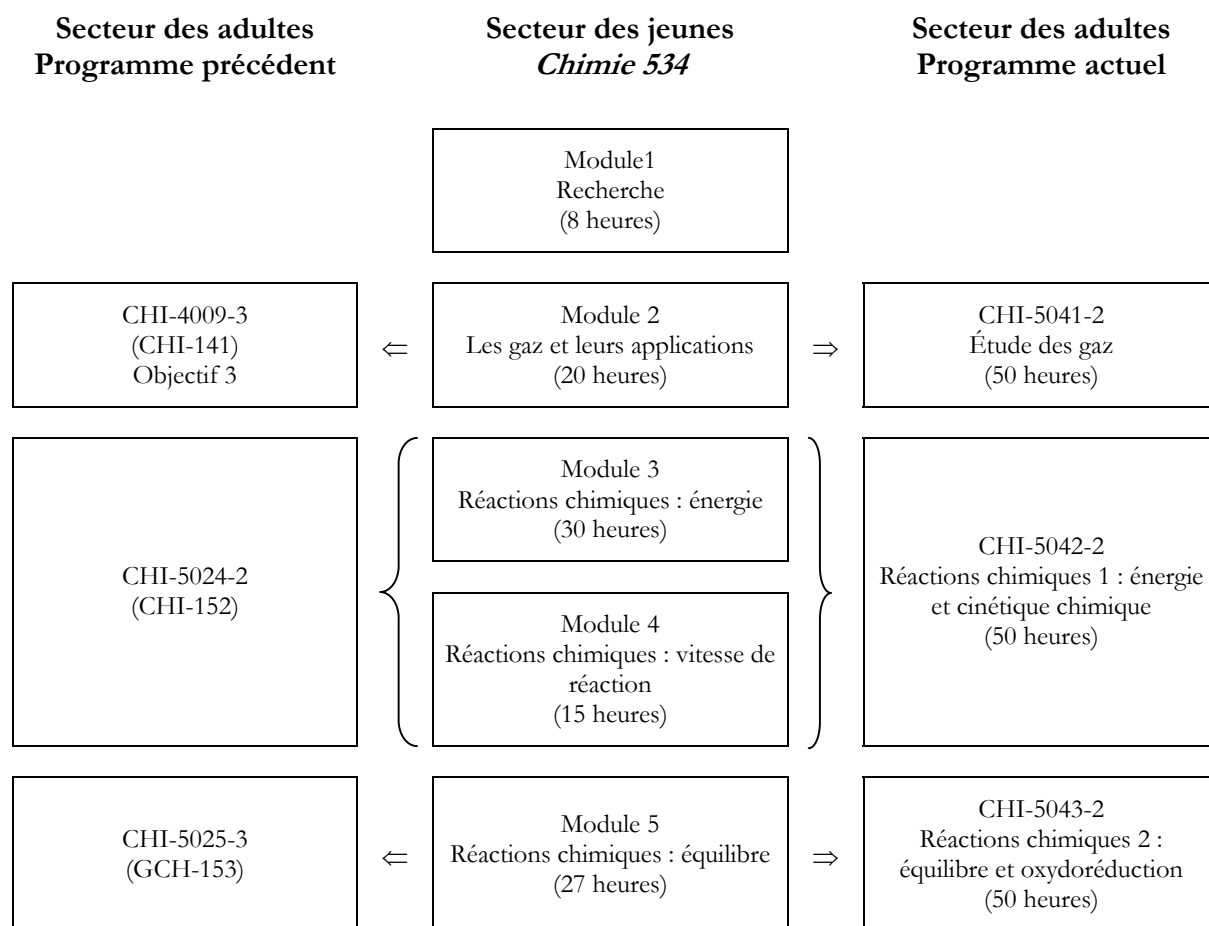 Secteur des adultes
Programme précédent
Secteur des jeunes
Chimie 534
Secteur des adultes
Programme actuel
Module1
Recherche
(8 heures)
CHI-4009-3
(CHI-141)
Objectif 3
⇐
Module 2
Les gaz et leurs applications
(20 heures)
⇒
CHI-5041-2
Étude des gaz
(50 heures)
CHI-5024-2
(CHI-152)
Module 3
Réactions chimiques : énergie
(30 heures)
Module 4
Réactions chimiques : vitesse de
réaction
(15 heures)
CHI-5042-2
Réactions chimiques 1 : énergie
et cinétique chimique
(50 heures)
CHI-5025-3
(GCH-153)
⇐
Module 5
Réactions chimiques : équilibre
(27 heures)
⇒
CHI-5043-2
Réactions chimiques 2 :
équilibre et oxydoréduction
(50 heures)